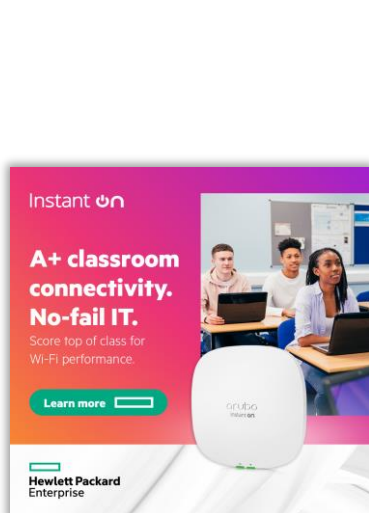 Instant on
A+ classroom
connectivity.
No-fail IT.
Score top of class for
Wi-Fi performance.
Learn more
aruba
instant on
Hewlett Packard
Enterprise